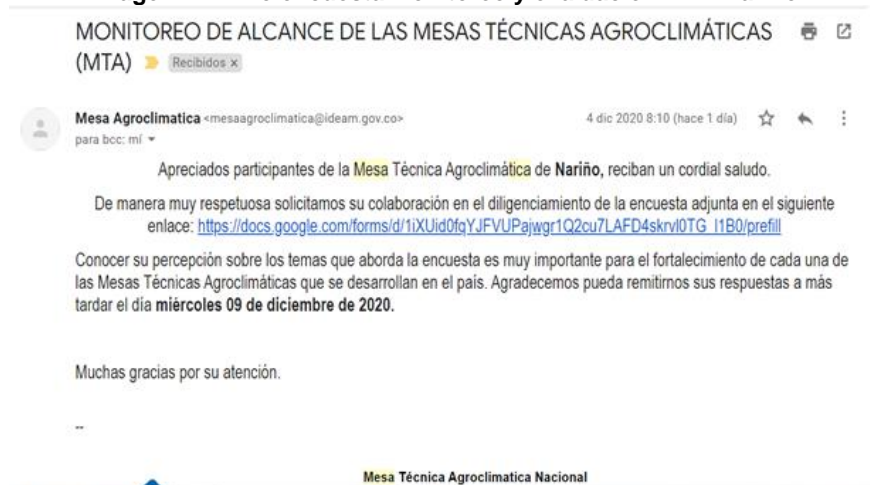 MONITOREO DE ALCANCE DE LAS MESAS TÉCNICAS AGROCLIMÁTICAS
(MTA) Recibidos x
Mesa Agroclimatica <mesaagroclimatica@ideam.gov.co> 4 dic 2020 8:10 (hace 1 día)
para bcc: mí
Apreciados participantes de la Mesa Técnica Agroclimática de Nariño, reciban un cordial saludo.
De manera muy respetuosa solicitamos su colaboración en el diligenciamiento de la encuesta adjunta en el siguiente
enlace: https://docs.google.com/forms/d/1iXUid0fqYJFVUPajwgr1Q2cu7LAFD4skrvI0TG_I1B0/prefill
Conocer su percepción sobre los temas que aborda la encuesta es muy importante para el fortalecimiento de cada una de
las Mesas Técnicas Agroclimáticas que se desarrollan en el país. Agradecemos pueda remitirnos sus respuestas a más
tardar el día miércoles 09 de diciembre de 2020.
Muchas gracias por su atención.
--
Mesa Técnica Agroclimatica Nacional